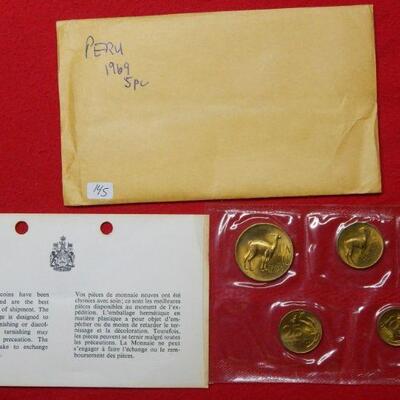 PERU
1969
5pc
145
coins have been
and are the best
of shipment. The
age is designed to
rnishing or discol-
tarnishing may
precaution. The
ake to exchange
Vos pièces de monnaie neuves ont été
choisies avec soin; ce sont les meilleures
pièces disponibles au moment de l'ex-
pédition. L'emballage hermétique en
matière plastique a pour objet d'empê-
cher ou du moins de retarder le ter-
nissage et la décoloration. Toutefois,
les pièces peuvent se ternir malgré toutes
les précautions. La Monnaie ne peut
s'engager à faire l'échange ou le rem-
boursement des pièces.